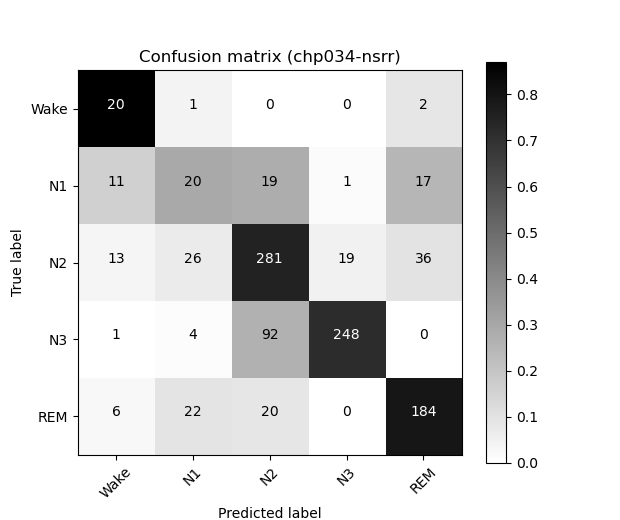 Confusion matrix (chp034-nsrr)
True label
Wake 20 1 0 0 2
N1 11 20 19 1 17
N2 13 26 281 19 36
N3 1 4 92 248 0
REM 6 22 20 0 184
Wake N1 N2 N3 REM
Predicted label
0.8
0.7
0.6
0.5
0.4
0.3
0.2
0.1
0.0